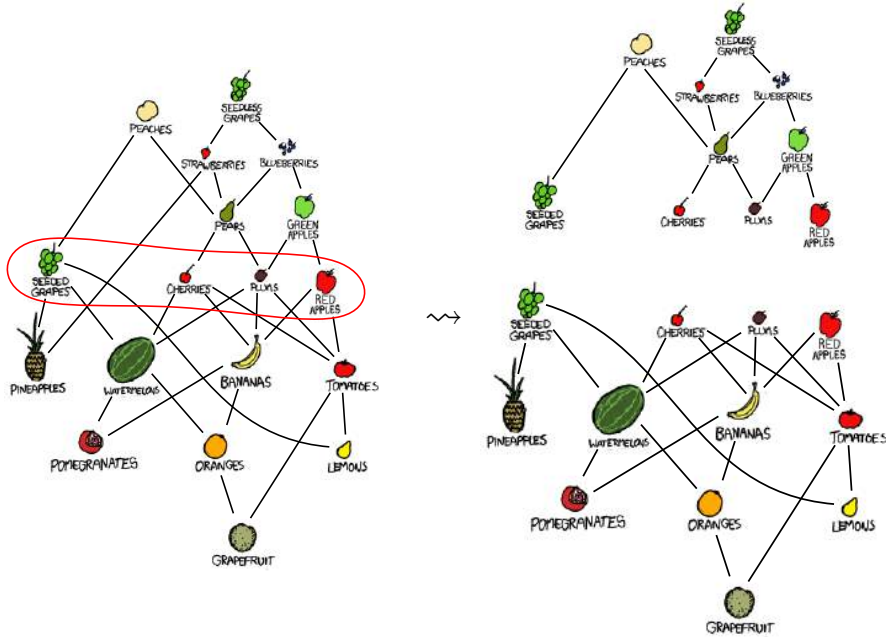 SEEDLESS
GRAPES
PEACHES
STRAWBERRIES
BLUEBERRIES
PEARS
GREEN
APPLES
SEEDED
GRAPES
CHERRIES
PLUMS
RED
APPLES
PINEAPPLES
WATERMELONS
BANANAS
TOMATOES
POMEGRANATES
ORANGES
LEMONS
GRAPEFRUIT
SEEDLESS
GRAPES
PEACHES
STRAWBERRIES
BLUEBERRIES
PEARS
GREEN
APPLES
SEEDED
GRAPES
CHERRIES
PLUMS
RED
APPLES
SEEDED
GRAPES
CHERRIES
PLUMS
RED
APPLES
PINEAPPLES
WATERMELONS
BANANAS
TOMATOES
POMEGRANATES
ORANGES
LEMONS
GRAPEFRUIT